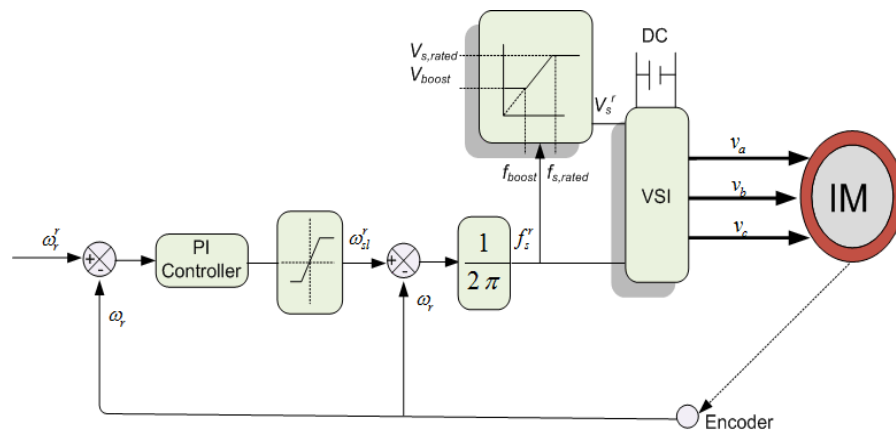 DC
V_s,rated
V_boost
V_s^r
f_boost f_s,rated
VSI
v_a
v_b
v_c
IM
ω_r^r
-
PI
Controller
ω_sl^r
-
1
2 π
f_s^r
ω_r
ω_r
Encoder